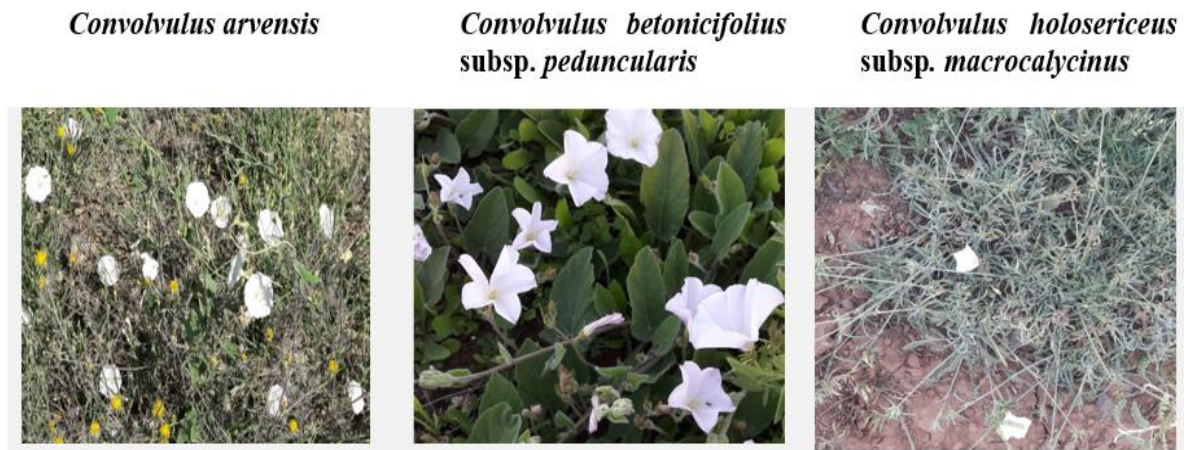 Convolvulus arvensis
Convolvulus betonicifolius
subsp. peduncularis
Convolvulus holosericeus
subsp. macrocalycinus